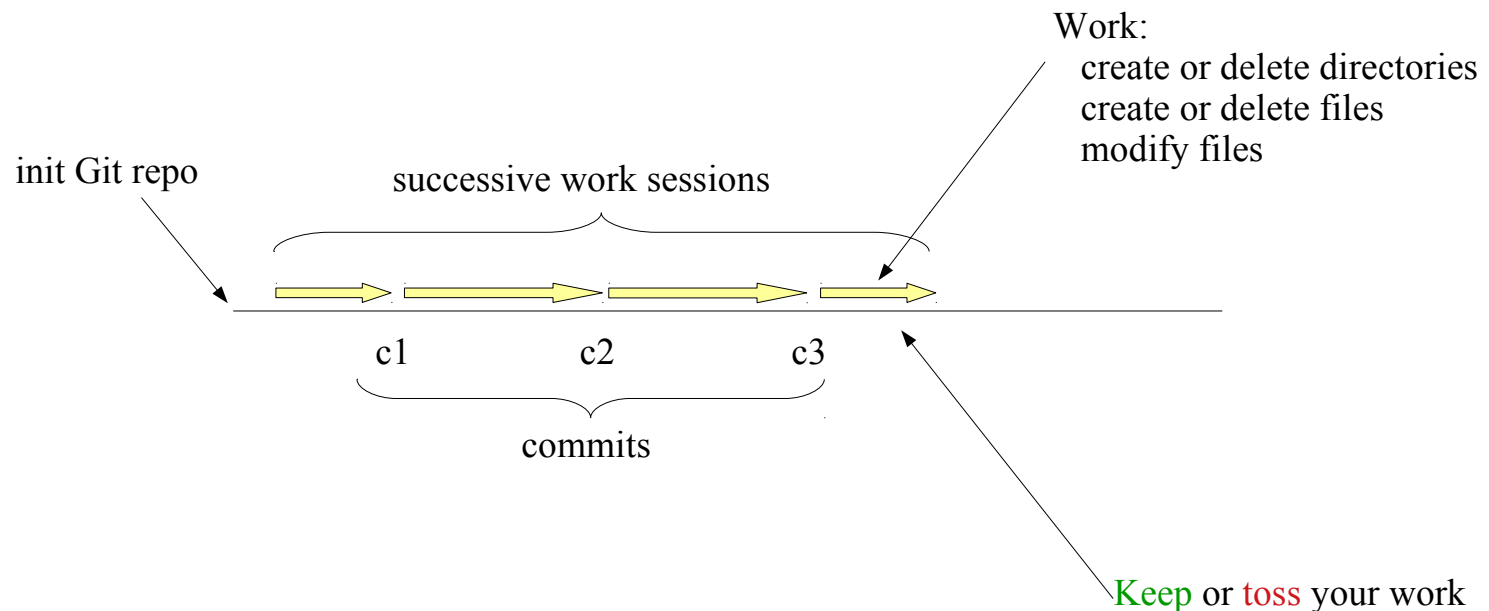 Work:
create or delete directories
create or delete files
modify files
init Git repo
successive work sessions
c1
c2
c3
commits
Keep or toss your work